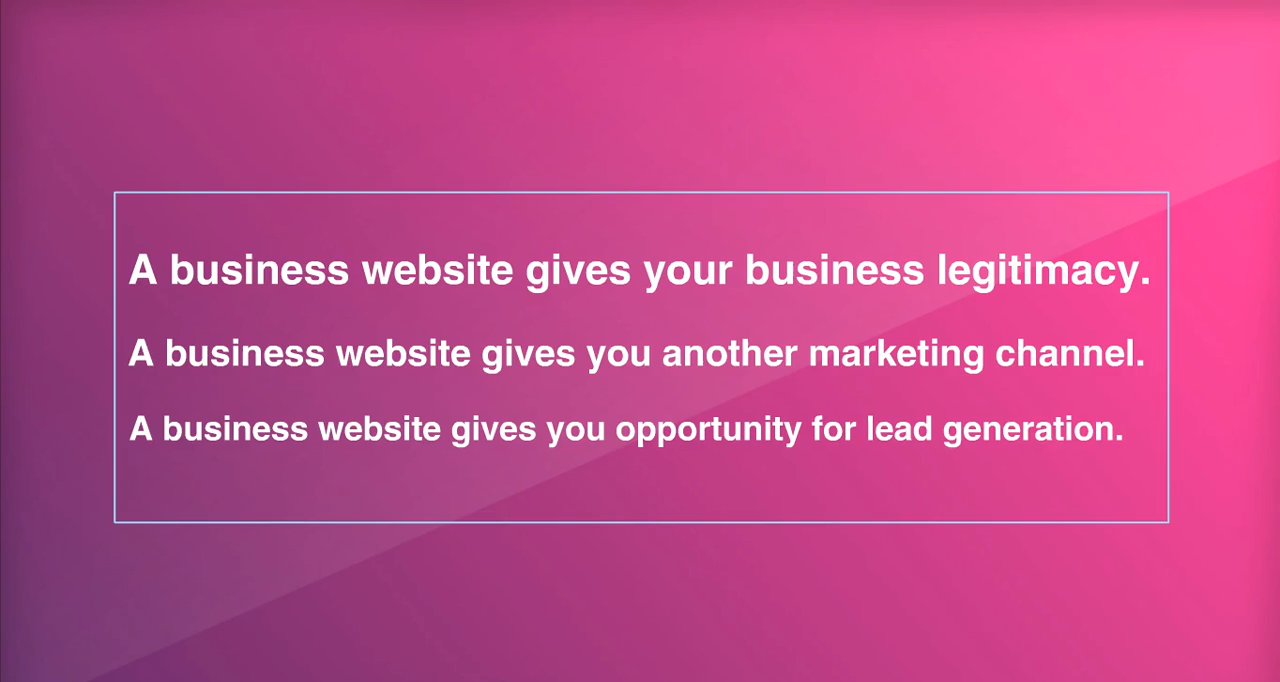 A business website gives your business legitimacy.
A business website gives you another marketing channel.
A business website gives you opportunity for lead generation.